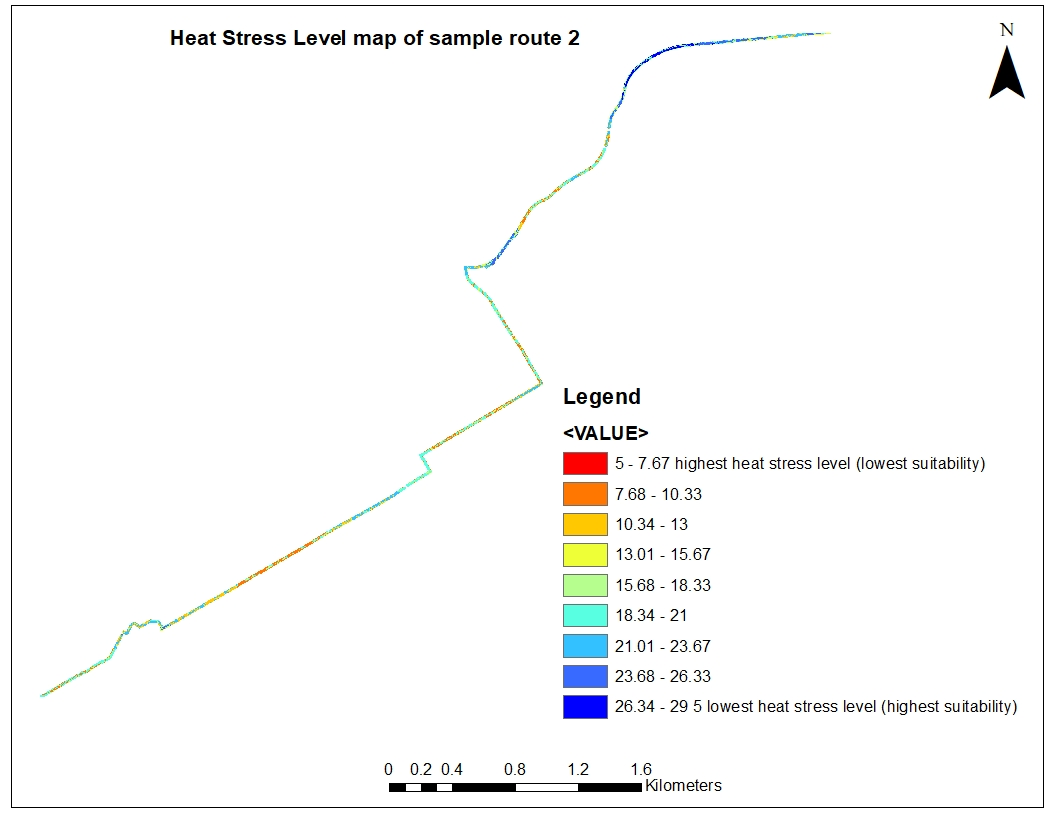 Heat Stress Level map of sample route 2
N
Legend
<VALUE>
5 - 7.67 highest heat stress level (lowest suitability)
7.68 - 10.33
10.34 - 13
13.01 - 15.67
15.68 - 18.33
18.34 - 21
21.01 - 23.67
23.68 - 26.33
26.34 - 29 5 lowest heat stress level (highest suitability)
0 0.2 0.4 0.8 1.2 1.6
Kilometers